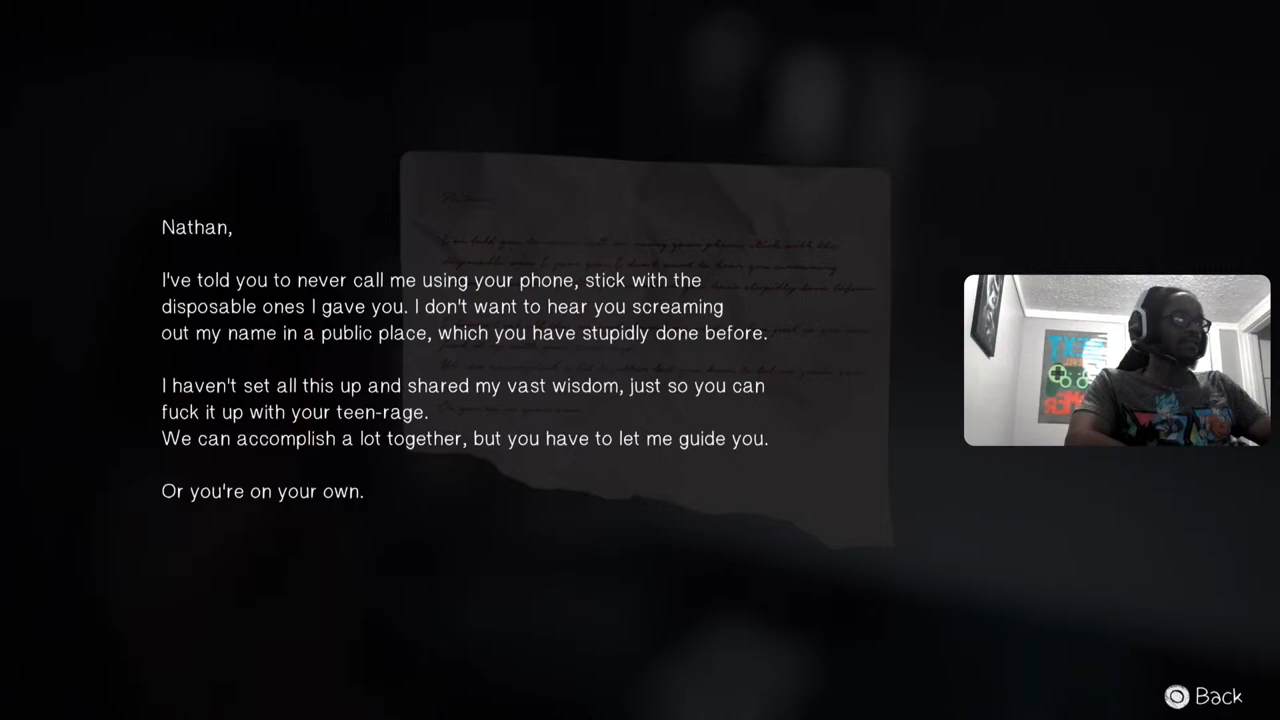 Nathan,
I've told you to never call me using your phone, stick with the
disposable ones I gave you. I don't want to hear you screaming
out my name in a public place, which you have stupidly done before.
I haven't set all this up and shared my vast wisdom, just so you can
fuck it up with your teen-rage.
We can accomplish a lot together, but you have to let me guide you.
Or you're on your own.
Back